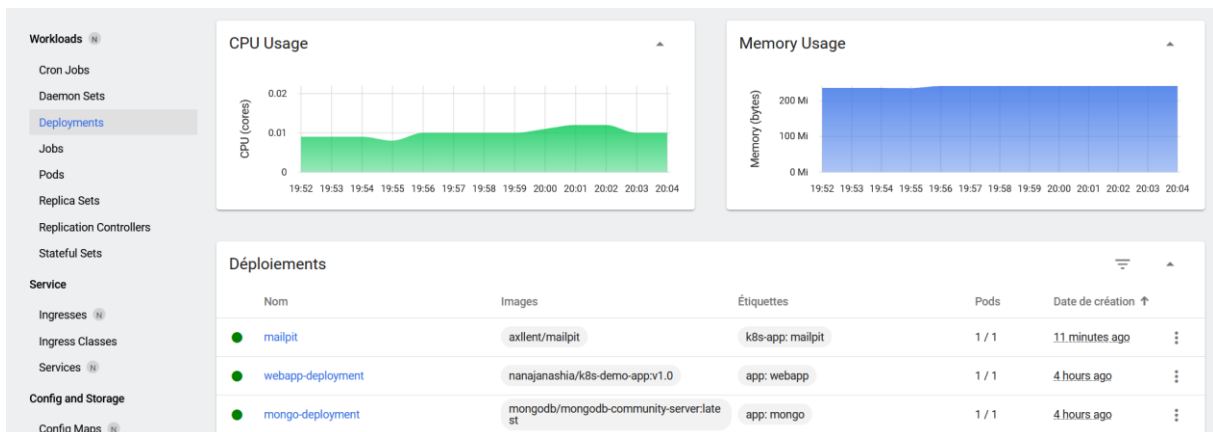 Workloads N
Cron Jobs
Daemon Sets
Deployments
Jobs
Pods
Replica Sets
Replication Controllers
Stateful Sets
Service
Ingresses N
Ingress Classes
Services N
Config and Storage
Config Maps N
CPU Usage
CPU (cores)
0.02
0.01
0
19:52 19:53 19:54 19:55 19:56 19:57 19:58 19:59 20:00 20:01 20:02 20:03 20:04
Memory Usage
Memory (bytes)
200 Mi
100 Mi
0 Mi
19:52 19:53 19:54 19:55 19:56 19:57 19:58 19:59 20:00 20:01 20:02 20:03 20:04
Déploiements
Nom Images Étiquettes Pods Date de création ↑
mailpit axllent/mailpit k8s-app: mailpit 1 / 1 11 minutes ago
webapp-deployment nanajanashia/k8s-demo-app:v1.0 app: webapp 1 / 1 4 hours ago
mongo-deployment mongodb/mongodb-community-server:late app: mongo 1 / 1 4 hours ago
st